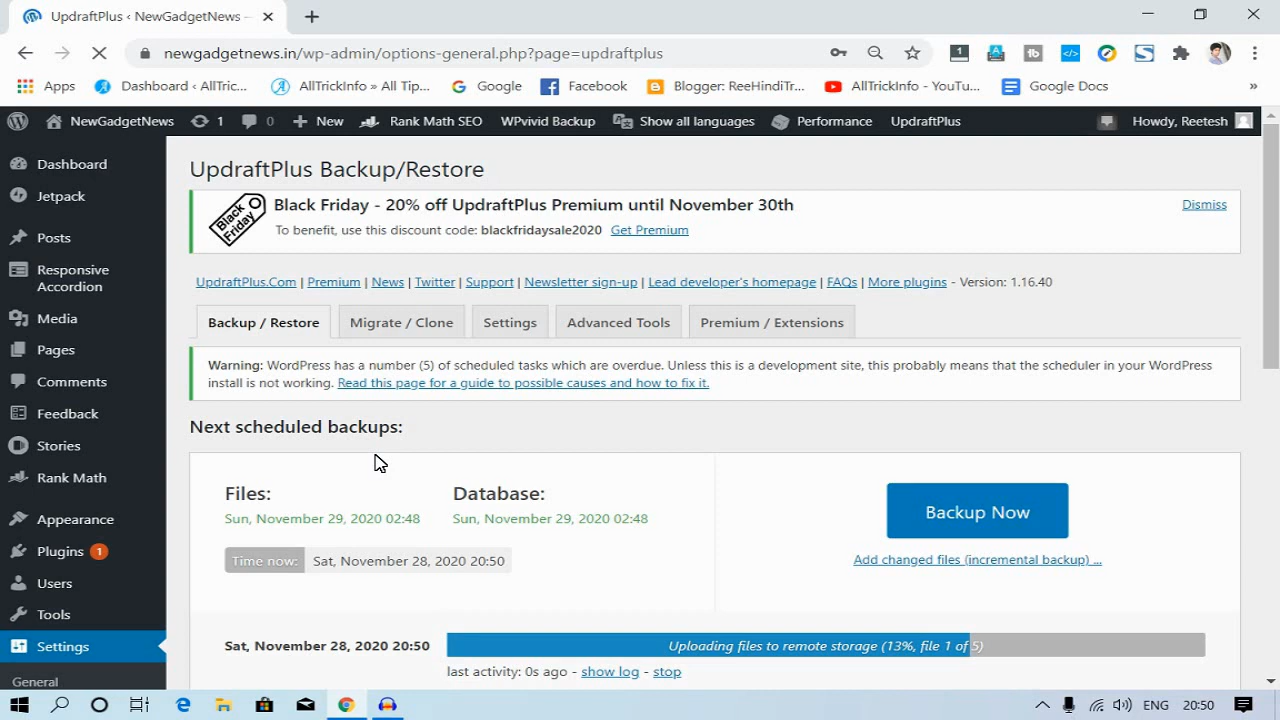 UpdraftPlus ‹ NewGadgetNews —
newgadgetnews.in/wp-admin/options-general.php?page=updraftplus
1
Apps
Dashboard ‹ AllTric...
AllTrickInfo » All Tip...
Google
Facebook
Blogger: ReeHindiTr...
AllTrickInfo - YouTu...
Google Docs
»
NewGadgetNews
1
0
New
Rank Math SEO
WPvivid Backup
Show all languages
Performance
UpdraftPlus
Howdy, Reetesh
Dashboard
Jetpack
Posts
Responsive
Accordion
Media
Pages
Comments
Feedback
Stories
Rank Math
Appearance
Plugins 1
Users
Tools
Settings
General
UpdraftPlus Backup/Restore
Black Friday
Black Friday - 20% off UpdraftPlus Premium until November 30th
Dismiss
To benefit, use this discount code: blackfridaysale2020 Get Premium
UpdraftPlus.Com | Premium | News | Twitter | Support | Newsletter sign-up | Lead developer's homepage | FAQs | More plugins - Version: 1.16.40
Backup / Restore
Migrate / Clone
Settings
Advanced Tools
Premium / Extensions
Warning: WordPress has a number (5) of scheduled tasks which are overdue. Unless this is a development site, this probably means that the scheduler in your WordPress
install is not working. Read this page for a guide to possible causes and how to fix it.
Next scheduled backups:
Files:
Sun, November 29, 2020 02:48
Database:
Sun, November 29, 2020 02:48
Time now: Sat, November 28, 2020 20:50
Backup Now
Add changed files (incremental backup) ...
Sat, November 28, 2020 20:50
Uploading files to remote storage (13%, file 1 of 5)
last activity: 0s ago - show log - stop
ENG
20:50